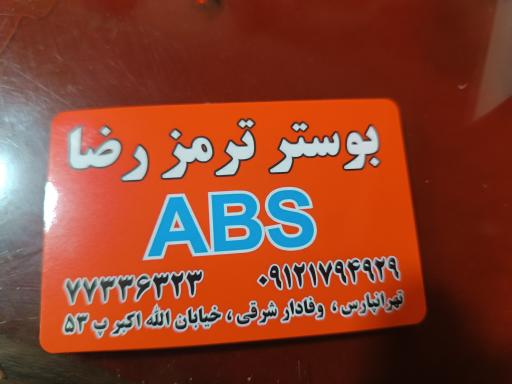 بوستر ترمز رضا
ABS
۷۷۳۳۶۳۲۳ ۰۹۱۲۱۷۹۴۹۲۹
تهرانپارس، وفادار شرقی، خیابان الله اکبر پ ۵۳